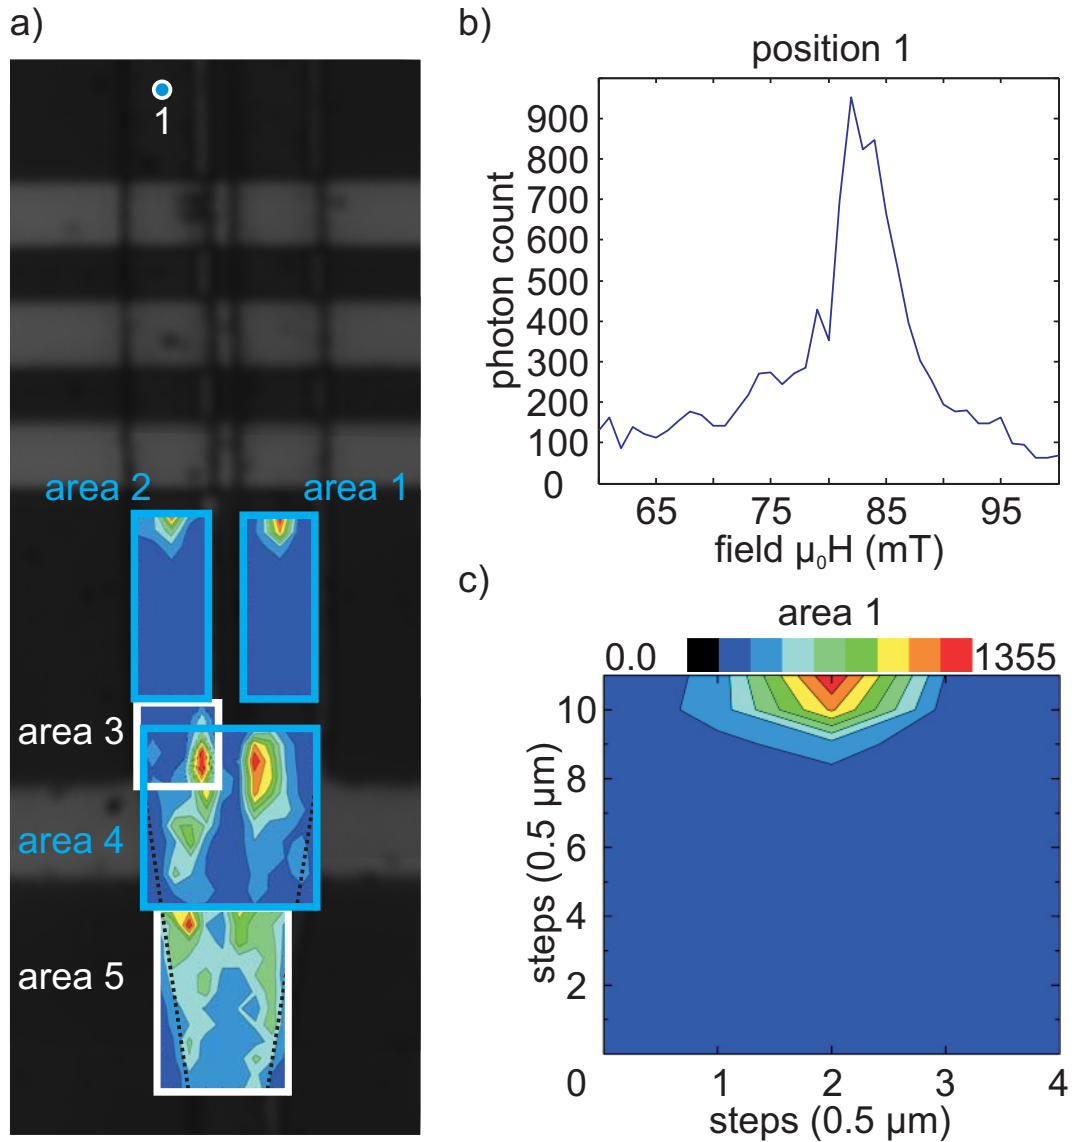 a)
1
area 2
area 1
area 3
area 4
area 5
b)
position 1
photon count
900
800
700
600
500
400
300
200
100
0
65 75 85 95
field μ₀H (mT)
c)
area 1
0.0 1355
steps (0.5 μm)
10
8
6
4
2
0
1 2 3 4
steps (0.5 μm)